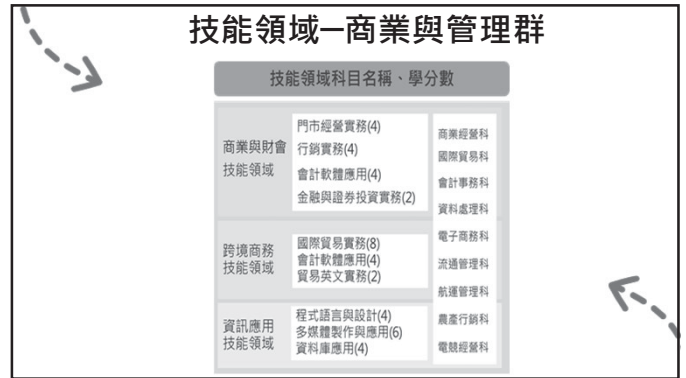 技能領域─商業與管理群
技能領域科目名稱、學分數
商業與財會
技能領域
門市經營實務(4)
行銷實務(4)
會計軟體應用(4)
金融與證券投資實務(2)
跨境商務
技能領域
國際貿易實務(8)
會計軟體應用(4)
貿易英文實務(2)
資訊應用
技能領域
程式語言與設計(4)
多媒體製作與應用(6)
資料庫應用(4)
商業經營科
國際貿易科
會計事務科
資料處理科
電子商務科
流通管理科
航運管理科
農產行銷科
電競經營科